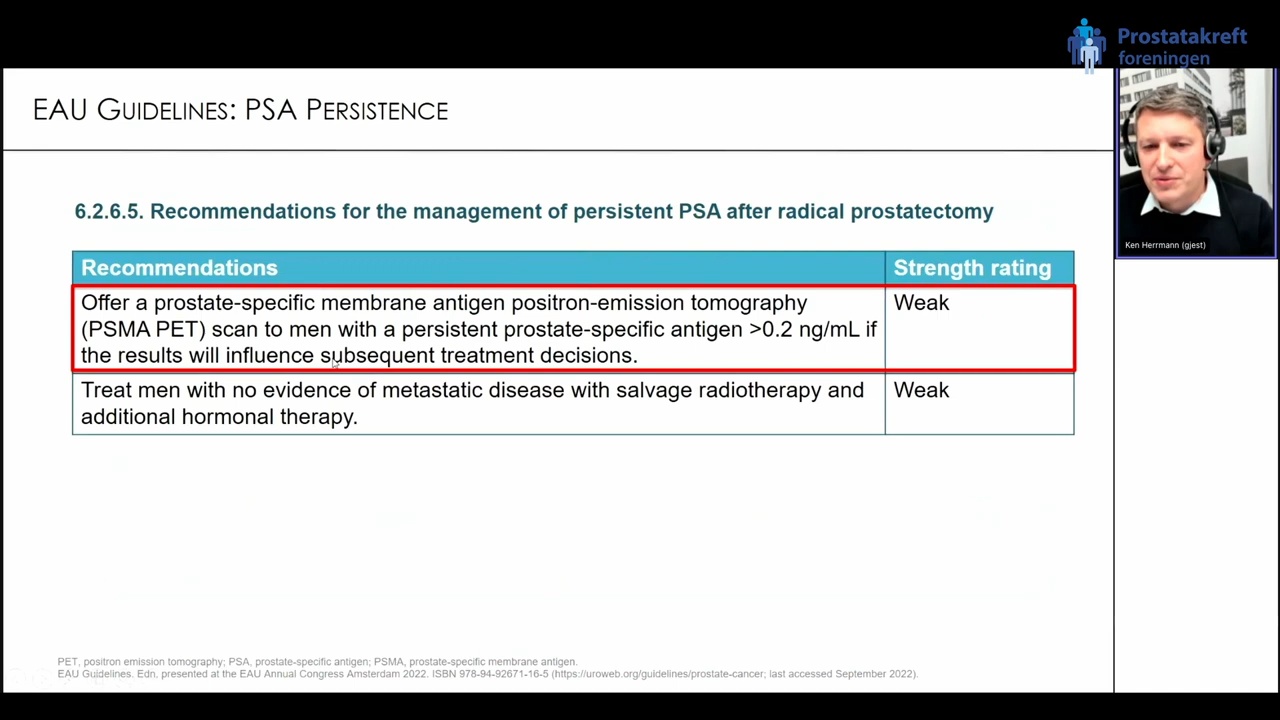 Prostatakreft
foreningen
EAU GUIDELINES: PSA PERSISTENCE
6.2.6.5. Recommendations for the management of persistent PSA after radical prostatectomy
Recommendations Strength rating
Offer a prostate-specific membrane antigen positron-emission tomography Weak
(PSMA PET) scan to men with a persistent prostate-specific antigen >0.2 ng/mL if
the results will influence subsequent treatment decisions.
Treat men with no evidence of metastatic disease with salvage radiotherapy and Weak
additional hormonal therapy.
Ken Herrmann (gjest)
PET, positron emission tomography; PSA, prostate-specific antigen; PSMA, prostate-specific membrane antigen.
EAU Guidelines. Edn. presented at the EAU Annual Congress Amsterdam 2022. ISBN 978-94-92671-16-5 (https://uroweb.org/guidelines/prostate-cancer; last accessed September 2022).